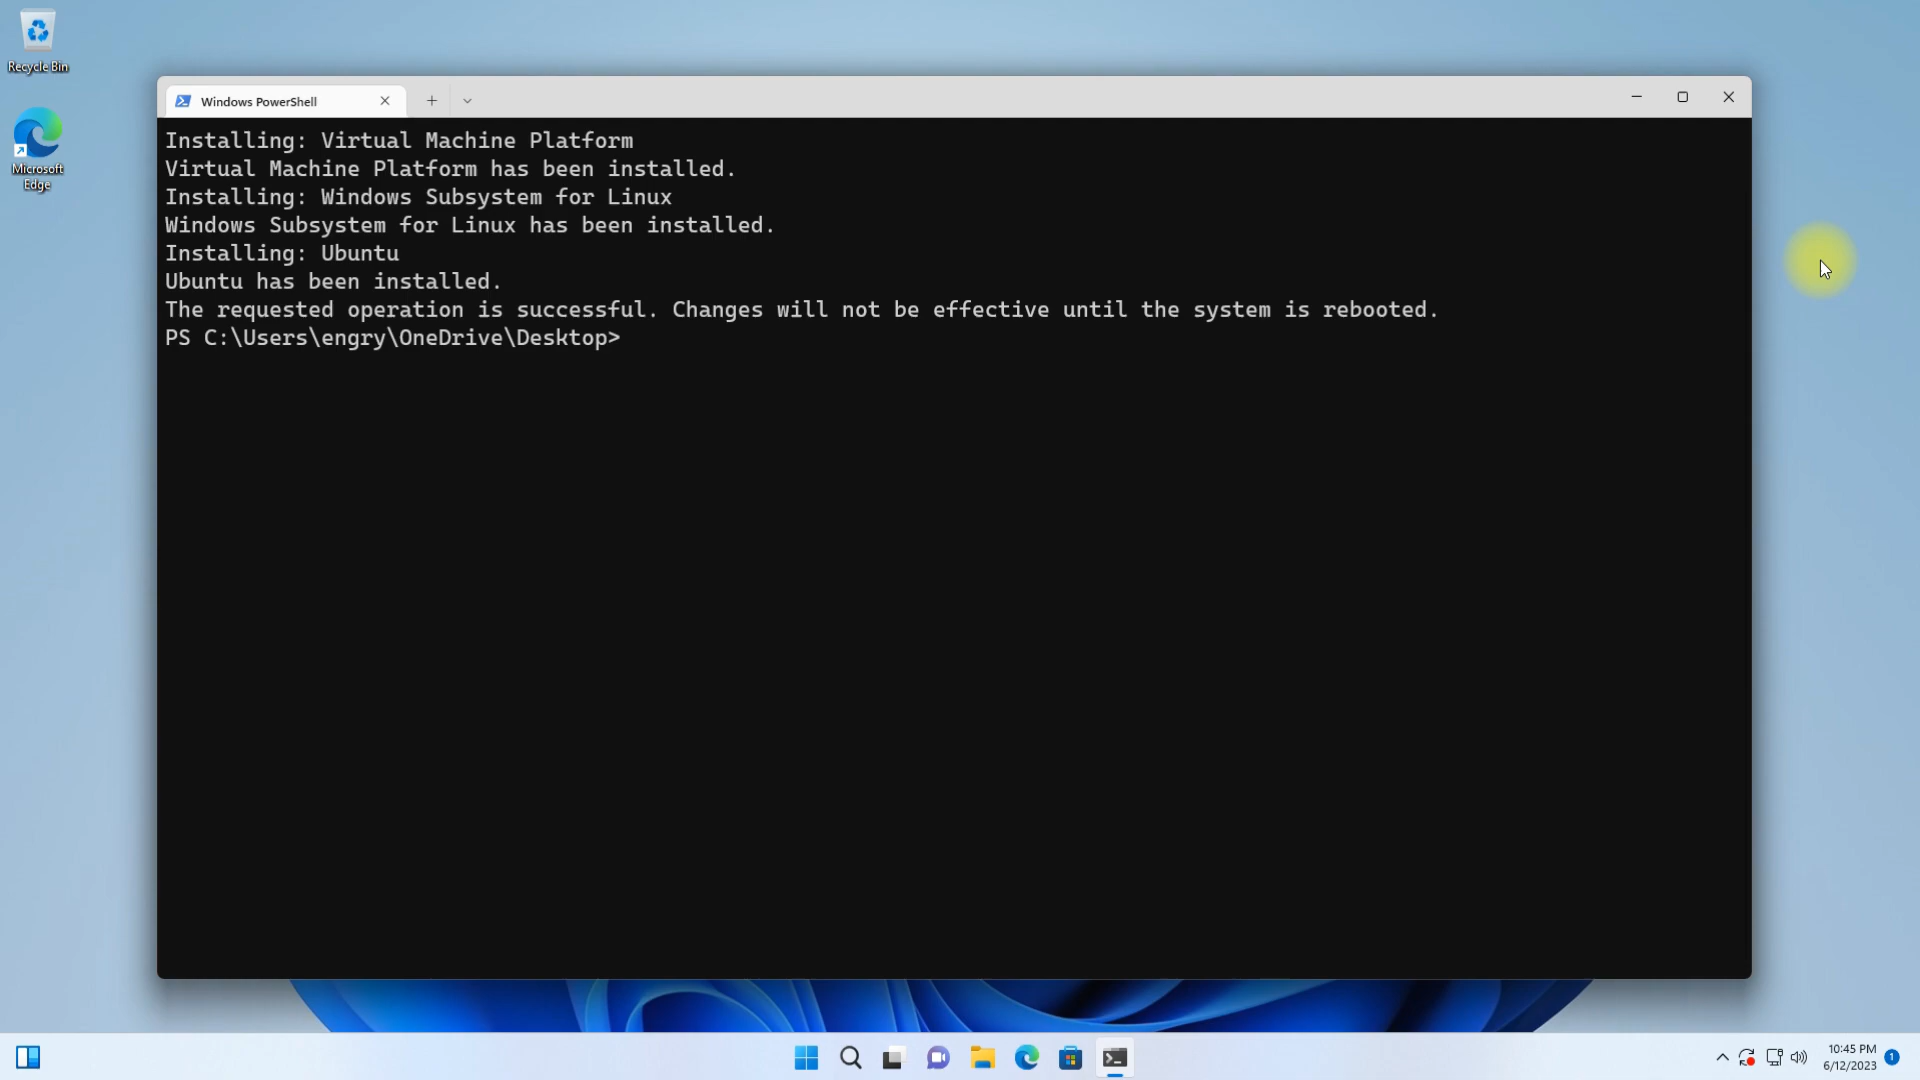 Recycle Bin
Microsoft
Edge
Windows PowerShell
Installing: Virtual Machine Platform
Virtual Machine Platform has been installed.
Installing: Windows Subsystem for Linux
Windows Subsystem for Linux has been installed.
Installing: Ubuntu
Ubuntu has been installed.
The requested operation is successful. Changes will not be effective until the system is rebooted.
PS C:\Users\engry\OneDrive\Desktop>
10:45 PM
6/12/2023
1